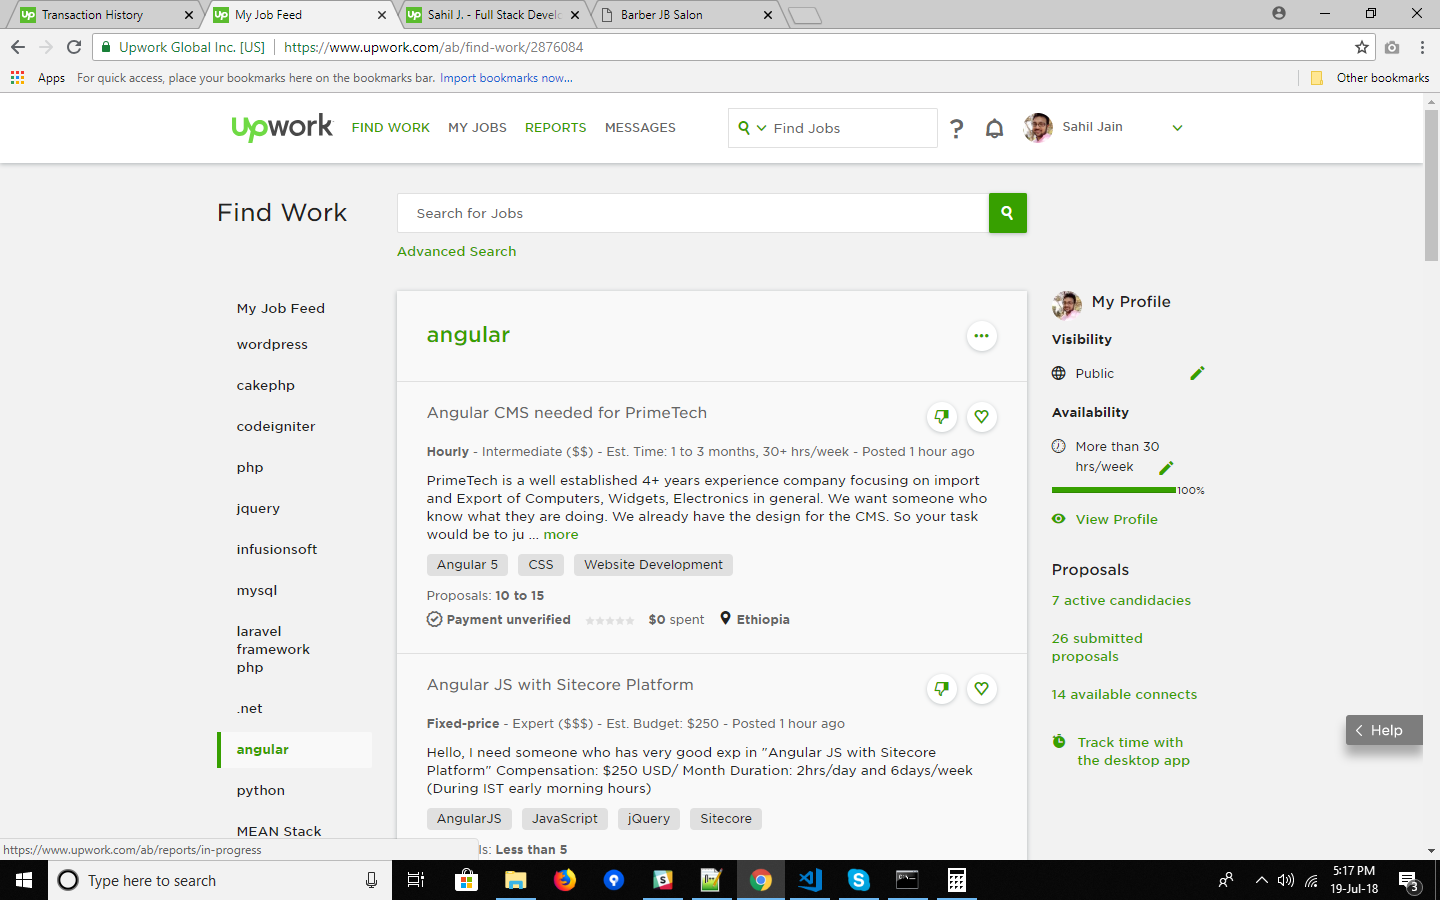 Transaction History
My Job Feed
Sahil J. - Full Stack Develo
Barber JB Salon
Upwork Global Inc. [US]
https://www.upwork.com/ab/find-work/2876084
Apps
For quick access, place your bookmarks here on the bookmarks bar.
Import bookmarks now...
Other bookmarks
Upwork
FIND WORK
MY JOBS
REPORTS
MESSAGES
Find Jobs
?
Sahil Jain
Find Work
Search for Jobs
Advanced Search
My Job Feed
wordpress
cakephp
codeigniter
php
jquery
infusionsoft
mysql
laravel
framework
php
.net
angular
python
MEAN Stack
angular
Angular CMS needed for PrimeTech
Hourly - Intermediate ($$) - Est. Time: 1 to 3 months, 30+ hrs/week - Posted 1 hour ago
PrimeTech is a well established 4+ years experience company focusing on import
and Export of Computers, Widgets, Electronics in general. We want someone who
know what they are doing. We already have the design for the CMS. So your task
would be to ju ... more
Angular 5
CSS
Website Development
Proposals: 10 to 15
Payment unverified
$0 spent
Ethiopia
Angular JS with Sitecore Platform
Fixed-price - Expert ($$$) - Est. Budget: $250 - Posted 1 hour ago
Hello, I need someone who has very good exp in "Angular JS with Sitecore
Platform" Compensation: $250 USD/ Month Duration: 2hrs/day and 6days/week
(During IST early morning hours)
AngularJS
JavaScript
jQuery
Sitecore
ls: Less than 5
My Profile
Visibility
Public
Availability
More than 30
hrs/week
100%
View Profile
Proposals
7 active candidacies
26 submitted
proposals
14 available connects
Track time with
the desktop app
Help
https://www.upwork.com/ab/reports/in-progress
Type here to search
5:17 PM
19-Jul-18
3